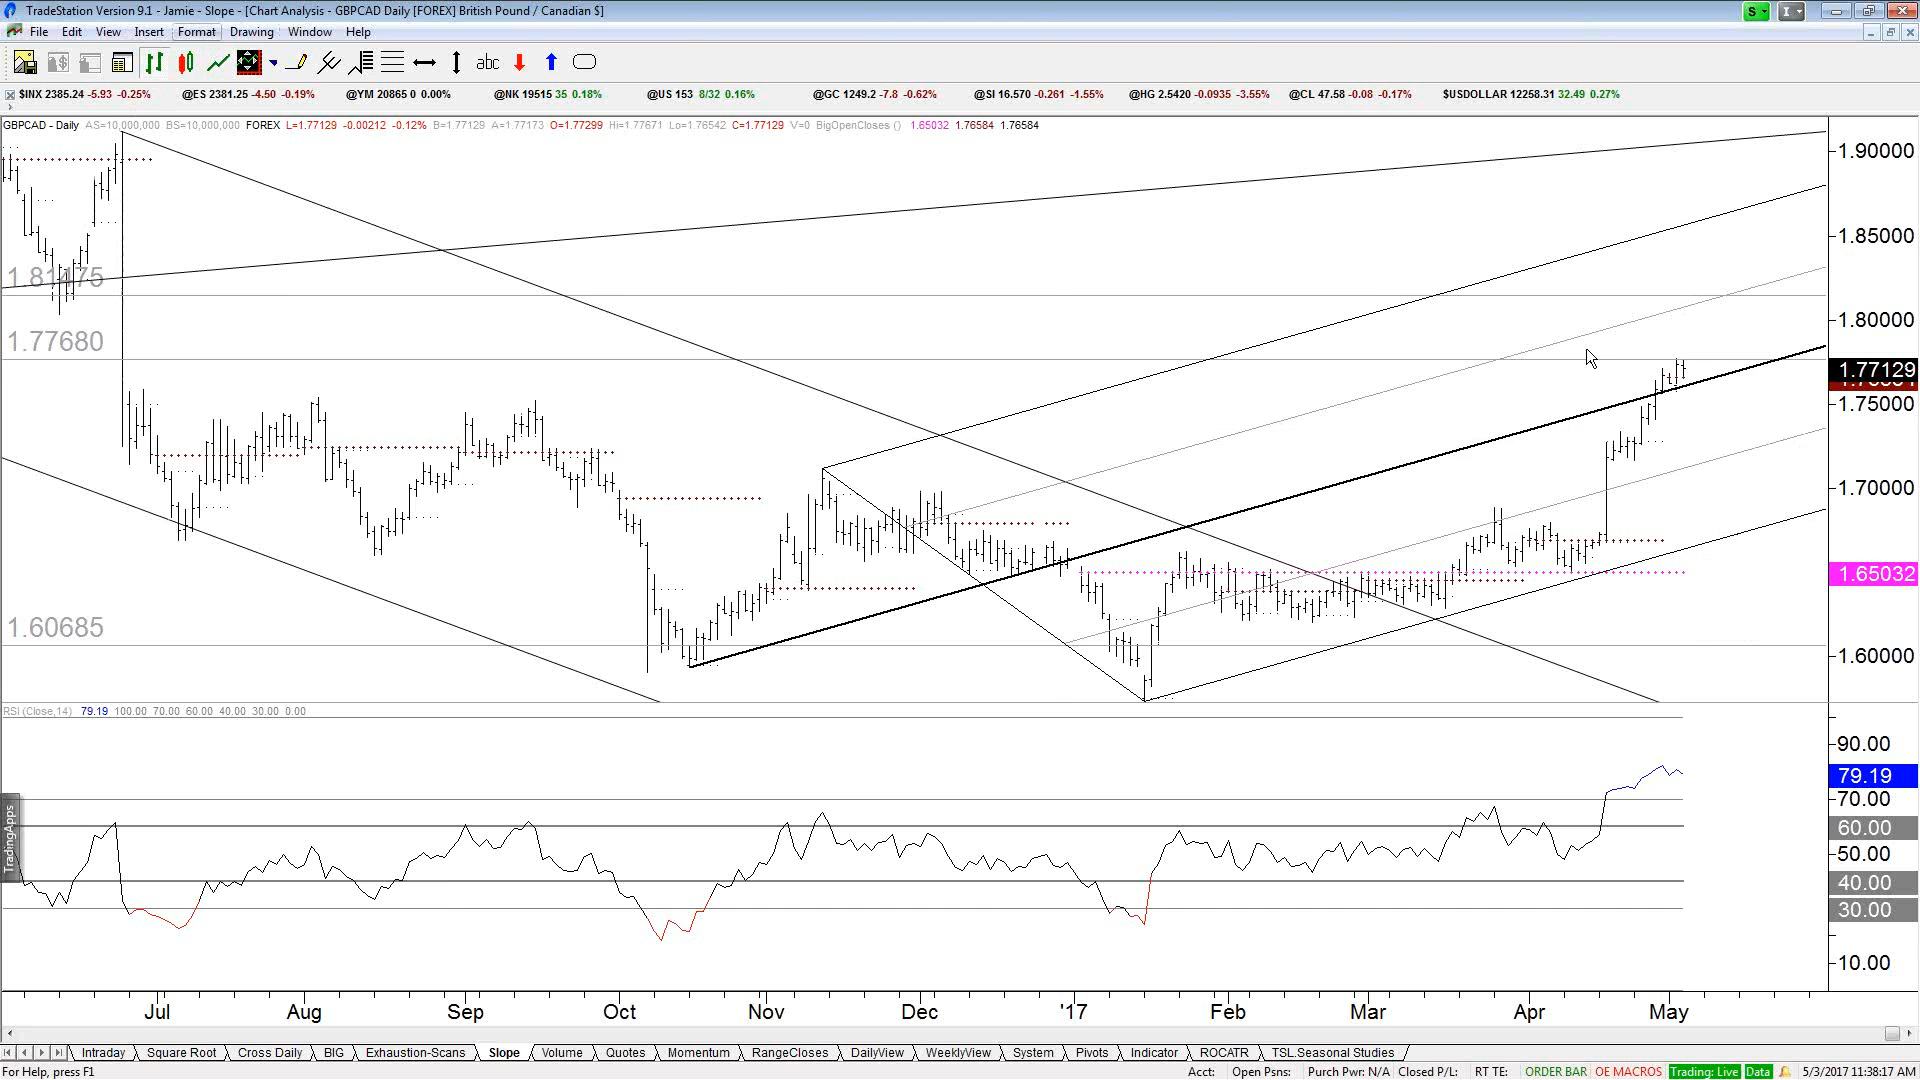 TradeStation Version 9.1 - Jamie - Slope - [Chart Analysis - GBPCAD Daily [FOREX] British Pound / Canadian $]
S
I
File Edit View Insert Format Drawing Window Help
abc
$INX 2385.24 -5.93 -0.25% @ES 2381.25 -4.50 -0.19% @YM 20865 0 0.00% @NK 19515 35 0.18% @US 153 8/32 0.16% @GC 1249.2 -7.8 -0.62% @SI 16.570 -0.261 -1.55% @HG 2.5420 -0.0935 -3.55% @CL 47.58 -0.08 -0.17% $USDOLLAR 12258.31 32.49 0.27%
GBPCAD - Daily AS=10,000,000 BS=10,000,000 FOREX L=1.77129 -0.00212 -0.12% B=1.77129 A=1.77173 O=1.77299 Hi=1.77671 Lo=1.76542 C=1.77129 V=0 BigOpenCloses () 1.65032 1.76584 1.76584
1.90000
1.85000
1.81475
1.80000
1.77680
1.77129
1.75000
1.70000
1.65032
1.60685
1.60000
RSI (Close,14) 79.19 100.00 70.00 60.00 40.00 30.00 0.00
90.00
79.19
70.00
TradingApps
60.00
50.00
40.00
30.00
10.00
Jul Aug Sep Oct Nov Dec '17 Feb Mar Apr May
Intraday Square Root Cross Daily BIG Exhaustion-Scans Slope Volume Quotes Momentum RangeCloses DailyView WeeklyView System Pivots Indicator ROCATR TSL.Seasonal Studies
For Help, press F1 Acct: Open Psns: Purch Pwr: N/A Closed P/L: RT TE: ORDER BAR OE MACROS Trading: Live Data 5/3/2017 11:38:17 AM